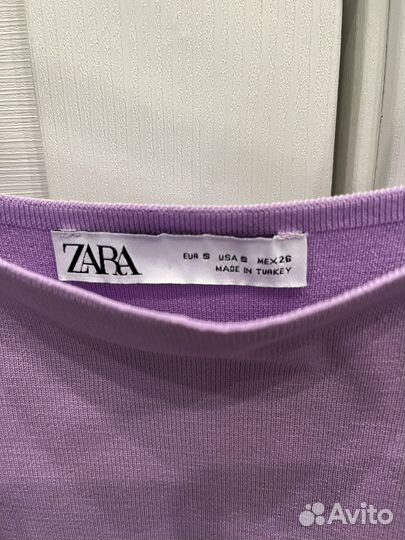 ZARA
EUR S USA S MEX 26
MADE IN TURKEY
Avito